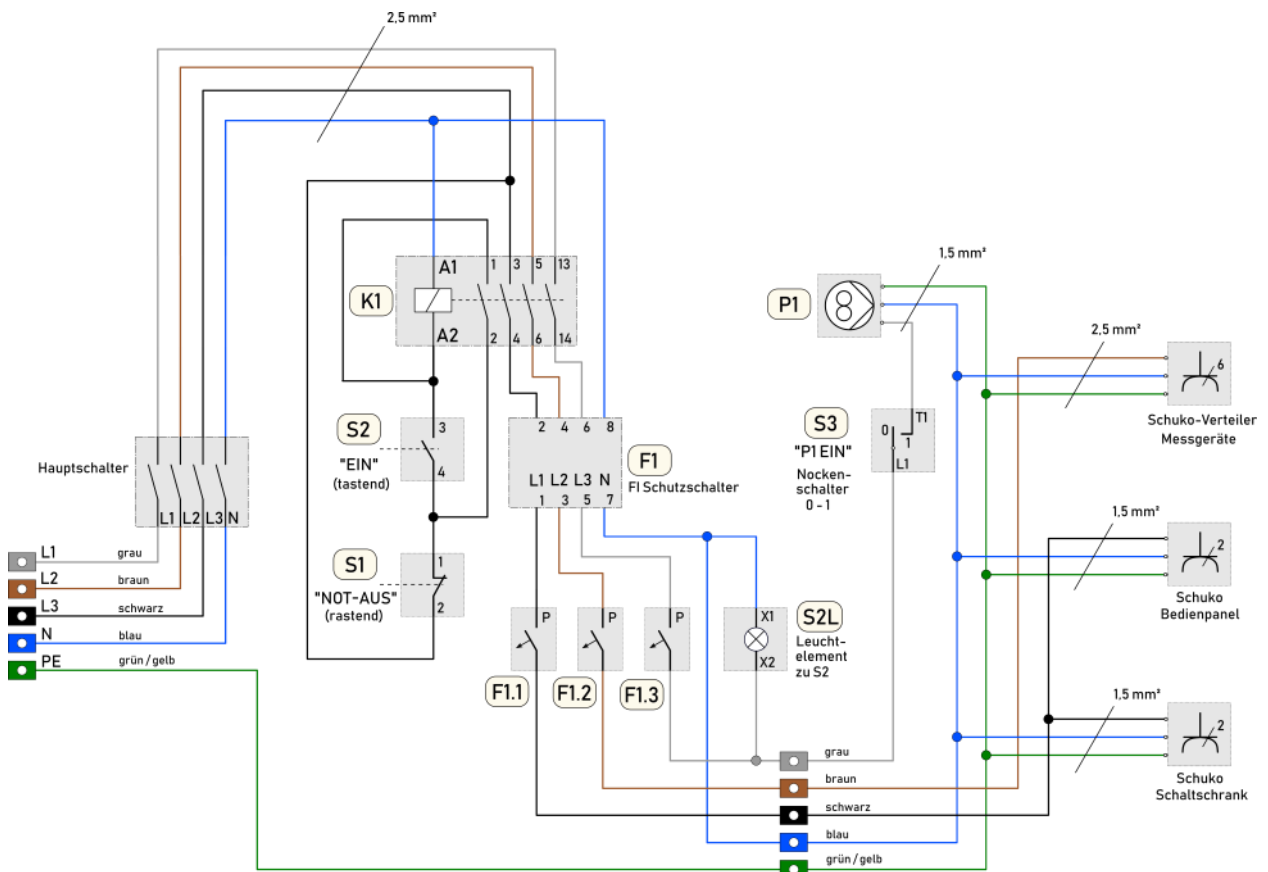 2,5 mm²
A1
1
3
5
13
K1
A2
2
4
6
14
1,5 mm²
P1
2,5 mm²
6
Schuko-Verteiler
Messgeräte
S2
"EIN"
(tastend)
3
4
2
4
6
8
F1
FI Schutzschalter
L1
L2
L3
N
1
3
5
7
S3
"P1 EIN"
Nocken-
schalter
0 - 1
T1
0
1
L1
Hauptschalter
L1
L2
L3
N
1,5 mm²
2
Schuko
Bedienpanel
L1
grau
L2
braun
L3
schwarz
N
blau
PE
grün / gelb
S1
"NOT-AUS"
(rastend)
1
2
P
P
P
F1.1
F1.2
F1.3
X1
X2
S2L
Leucht-
element
zu S2
1,5 mm²
2
Schuko
Schaltschrank
grau
braun
schwarz
blau
grün / gelb